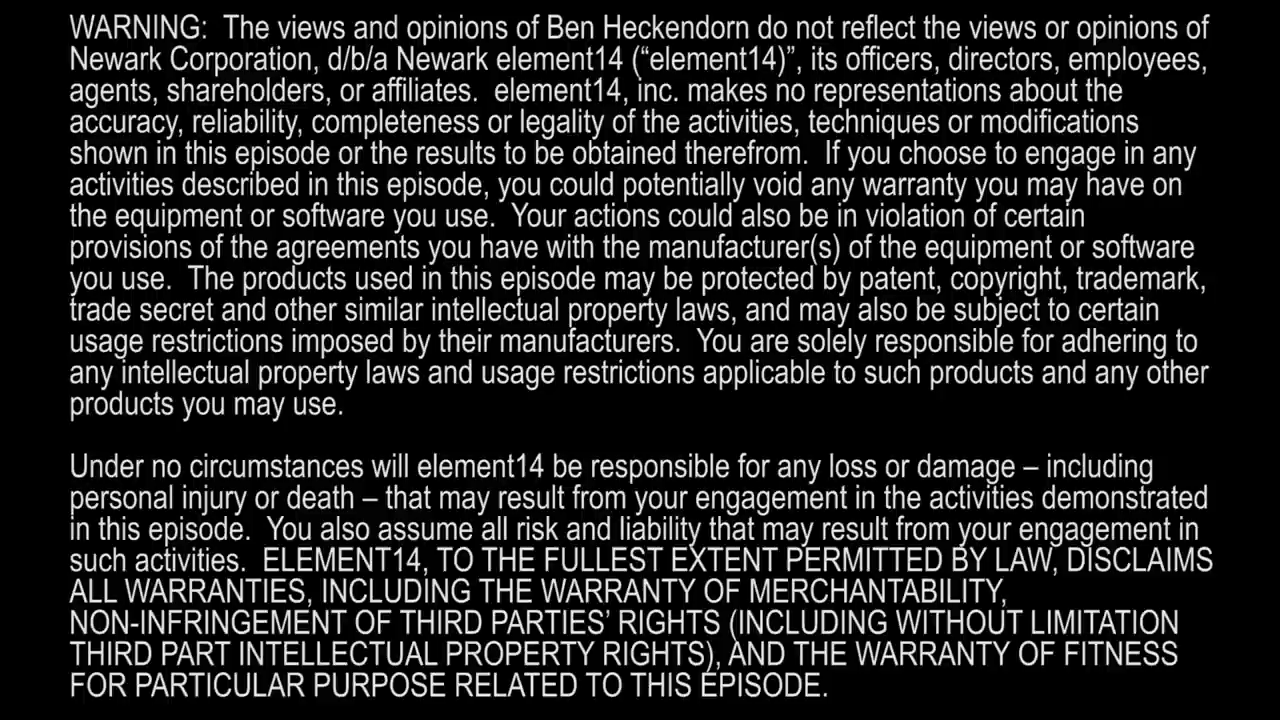 WARNING:  The views and opinions of Ben Heckendorn do not reflect the views or opinions of
Newark Corporation, d/b/a Newark element14 (“element14)”, its officers, directors, employees,
agents, shareholders, or affiliates.  element14, inc. makes no representations about the
accuracy, reliability, completeness or legality of the activities, techniques or modifications
shown in this episode or the results to be obtained therefrom.  If you choose to engage in any
activities described in this episode, you could potentially void any warranty you may have on
the equipment or software you use.  Your actions could also be in violation of certain
provisions of the agreements you have with the manufacturer(s) of the equipment or software
you use.  The products used in this episode may be protected by patent, copyright, trademark,
trade secret and other similar intellectual property laws, and may also be subject to certain
usage restrictions imposed by their manufacturers.  You are solely responsible for adhering to
any intellectual property laws and usage restrictions applicable to such products and any other
products you may use.
Under no circumstances will element14 be responsible for any loss or damage – including
personal injury or death – that may result from your engagement in the activities demonstrated
in this episode.  You also assume all risk and liability that may result from your engagement in
such activities.  ELEMENT14, TO THE FULLEST EXTENT PERMITTED BY LAW, DISCLAIMS
ALL WARRANTIES, INCLUDING THE WARRANTY OF MERCHANTABILITY,
NON-INFRINGEMENT OF THIRD PARTIES’ RIGHTS (INCLUDING WITHOUT LIMITATION
THIRD PART INTELLECTUAL PROPERTY RIGHTS), AND THE WARRANTY OF FITNESS
FOR PARTICULAR PURPOSE RELATED TO THIS EPISODE.